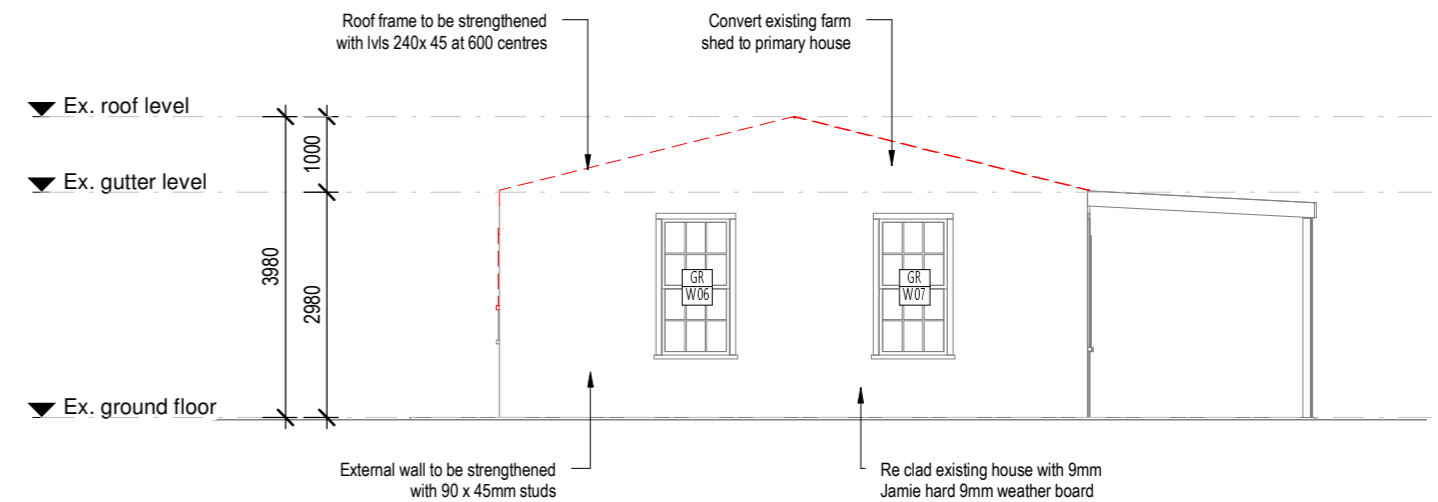 Roof frame to be strengthened
with lvls 240x 45 at 600 centres
Convert existing farm
shed to primary house
Ex. roof level
1000
Ex. gutter level
3980
2980
GR
W06
GR
W07
Ex. ground floor
External wall to be strengthened
with 90 x 45mm studs
Re clad existing house with 9mm
Jamie hard 9mm weather board